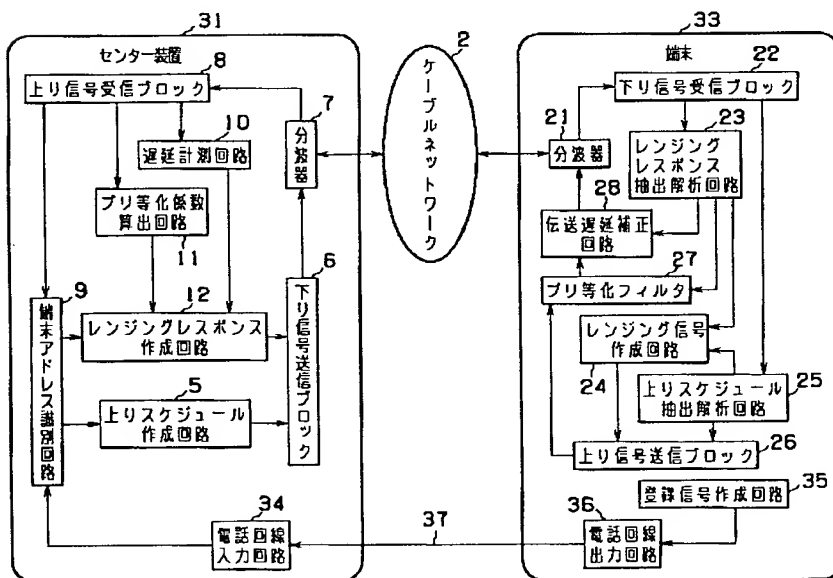 31
センター装置
8
上り信号受信ブロック
7
分波器
10
遅延計測回路
プリ等化係数
算出回路
11
6
下り信号送信ブロック
9
端末アドレス識別回路
12
レンジングレスポンス
作成回路
5
上りスケジュール
作成回路
34
電話回線
入力回路
2
ケーブルネットワーク
37
33
端末
22
下り信号受信ブロック
21
分波器
23
レンジング
レスポンス
抽出解析回路
28
伝送遅延補正
回路
27
プリ等化フィルタ
レンジング信号
作成回路
24
上りスケジュール
抽出解析回路
25
上り信号送信ブロック
26
登録信号作成回路
35
36
電話回線
出力回路